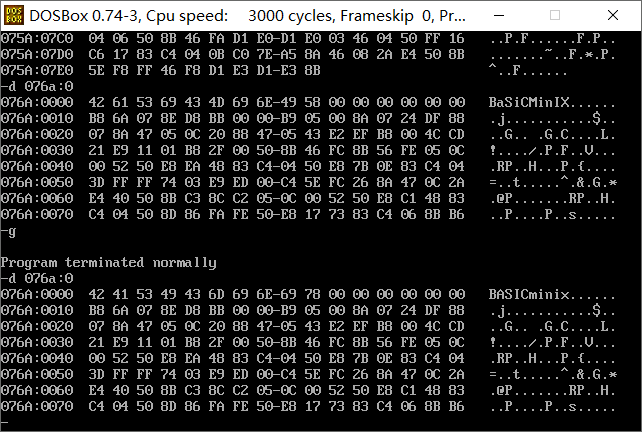 DOS BOX DOSBox 0.74-3, Cpu speed: 3000 cycles, Frameskip 0, Pr...
075A:07C0 04 06 50 8B 46 FA D1 E0-D1 E0 03 46 04 50 FF 16 ..P.F......F.P..
075A:07D0 C6 17 83 C4 04 0B C0 7E-A5 8A 46 08 2A E4 50 8B .......~..F.*.P.
075A:07E0 5E F8 FF 46 F8 D1 E3 D1-E3 8B ^..F......
-d 076a:0
076A:0000 42 61 53 69 43 4D 69 6E-49 58 00 00 00 00 00 00 BaSiCMinIX......
076A:0010 B8 6A 07 8E D8 BB 00 00-B9 05 00 8A 07 24 DF 88 .j...........$..
076A:0020 07 8A 47 05 0C 20 88 47-05 43 E2 EF B8 00 4C CD ..G.. .G.C....L.
076A:0030 21 E9 11 01 B8 2F 00 50-8B 46 FC 8B 56 FE 05 0C !..../.P.F..V...
076A:0040 00 52 50 E8 EA 48 83 C4-04 50 E8 7B 0E 83 C4 04 .RP..H...P.{....
076A:0050 3D FF FF 74 03 E9 ED 00-C4 5E FC 26 8A 47 0C 2A =..t.....^.&.G.*
076A:0060 E4 40 50 8B C3 8C C2 05-0C 00 52 50 E8 C1 48 83 .@P.......RP..H.
076A:0070 C4 04 50 8D 86 FA FE 50-E8 17 73 83 C4 06 8B B6 ..P....P..s.....
-g
Program terminated normally
-d 076a:0
076A:0000 42 41 53 49 43 6D 69 6E-69 78 00 00 00 00 00 00 BASICminix......
076A:0010 B8 6A 07 8E D8 BB 00 00-B9 05 00 8A 07 24 DF 88 .j...........$..
076A:0020 07 8A 47 05 0C 20 88 47-05 43 E2 EF B8 00 4C CD ..G.. .G.C....L.
076A:0030 21 E9 11 01 B8 2F 00 50-8B 46 FC 8B 56 FE 05 0C !..../.P.F..V...
076A:0040 00 52 50 E8 EA 48 83 C4-04 50 E8 7B 0E 83 C4 04 .RP..H...P.{....
076A:0050 3D FF FF 74 03 E9 ED 00-C4 5E FC 26 8A 47 0C 2A =..t.....^.&.G.*
076A:0060 E4 40 50 8B C3 8C C2 05-0C 00 52 50 E8 C1 48 83 .@P.......RP..H.
076A:0070 C4 04 50 8D 86 FA FE 50-E8 17 73 83 C4 06 8B B6 ..P....P..s.....
-